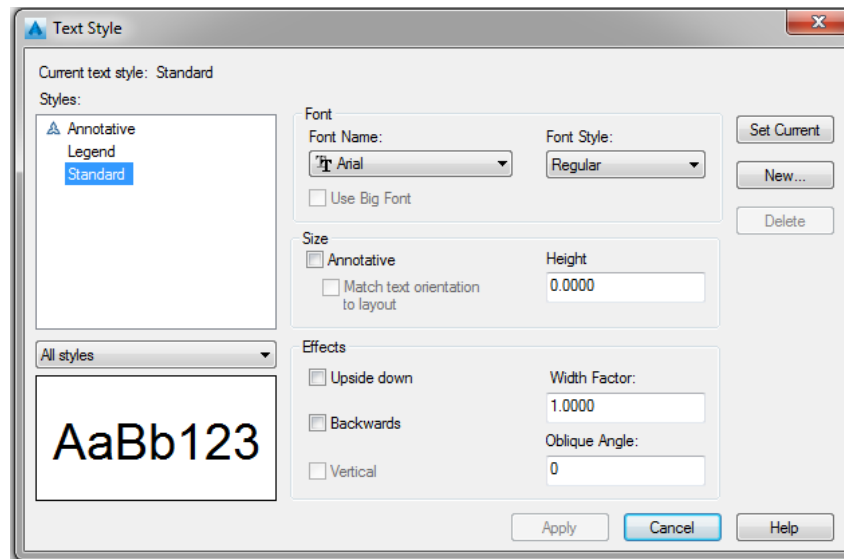 Text Style
Current text style: Standard
Styles:
Annotative
Legend
Standard
All styles
AaBb123
Font
Font Name:
Arial
Font Style:
Regular
Use Big Font
Size
Annotative
Match text orientation
to layout
Height
0.0000
Effects
Upside down
Backwards
Vertical
Width Factor:
1.0000
Oblique Angle:
0
Set Current
New...
Delete
Apply
Cancel
Help